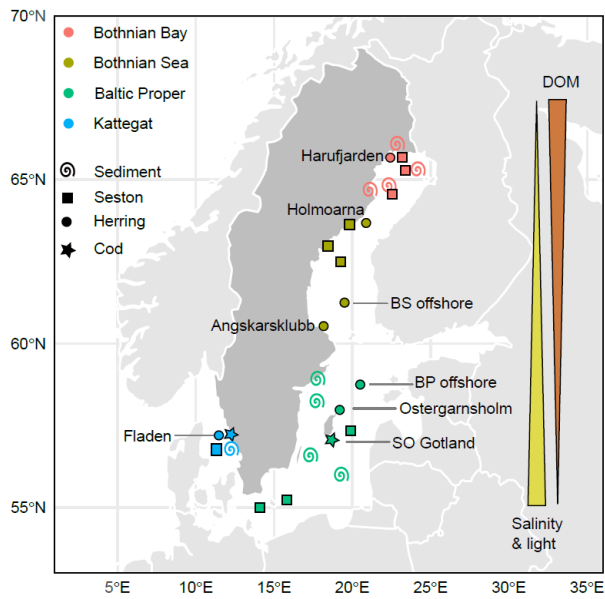 70°N
Bothnian Bay
Bothnian Sea
Baltic Proper
Kattegat
Sediment
Seston
Herring
Cod
DOM
Harufjarden
65°N
Holmoarna
BS offshore
Angskarsklubb
60°N
BP offshore
Ostergarnsholm
Fladen
SO Gotland
55°N
Salinity
& light
5°E 10°E 15°E 20°E 25°E 30°E 35°E